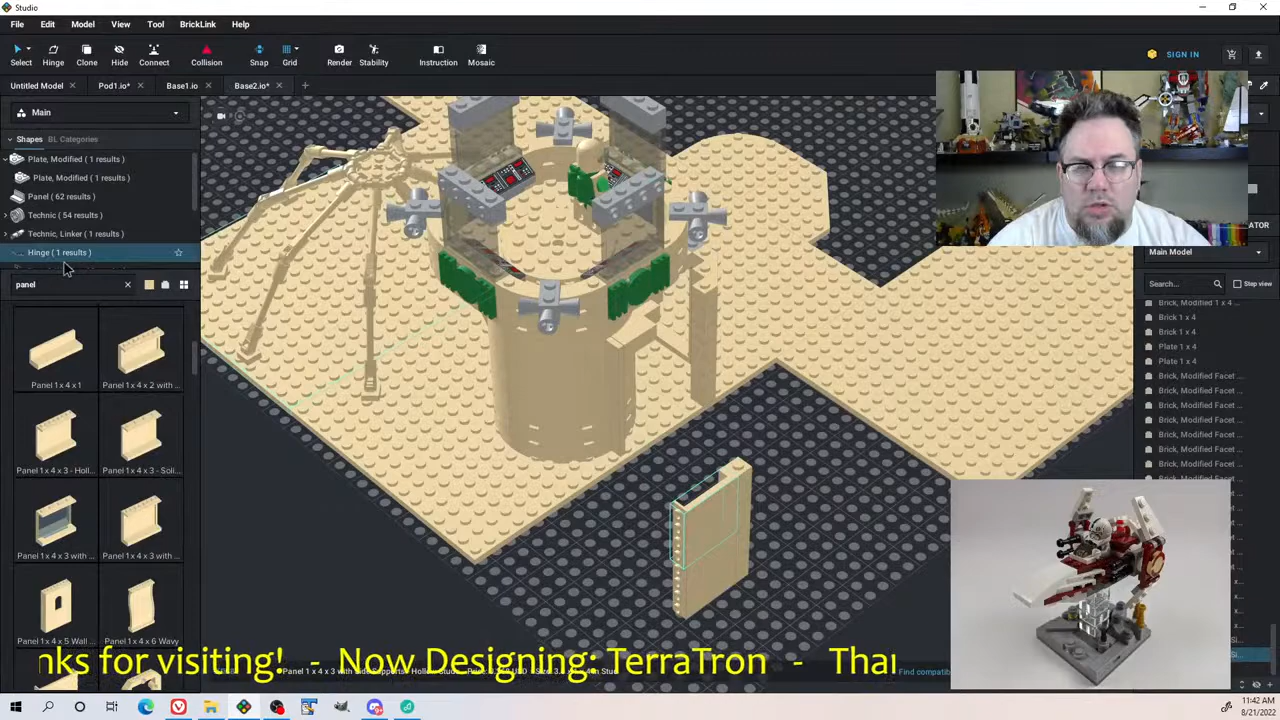 Studio
File Edit Model View Tool BrickLink Help
Select Hinge Clone Hide Connect Collision Snap Grid Render Stability Instruction Mosaic
SIGN IN
Untitled Model Pod1.io* Base1.io Base2.io*
Main
Shapes BL Categories
Plate, Modified ( 1 results )
Plate, Modified ( 1 results )
Panel ( 62 results )
Technic ( 54 results )
Technic, Linker ( 1 results )
Hinge ( 1 results )
panel
Panel 1 x 4 x 1
Panel 1 x 4 x 2 with ...
Panel 1 x 4 x 3 - Holl...
Panel 1 x 4 x 3 - Soli...
Panel 1 x 4 x 3 with ...
Panel 1 x 4 x 3 with ...
Panel 1 x 4 x 5 Wall ...
Panel 1 x 4 x 6 Wavy
ATOR
Main Model
Search...
Step view
Brick, Modified 1 x 4 ...
Brick 1 x 4
Brick 1 x 4
Plate 1 x 4
Plate 1 x 4
Brick, Modified Facet ...
Brick, Modified Facet ...
Brick, Modified Facet ...
Brick, Modified Facet ...
Brick, Modified Facet ...
Brick, Modified Facet ...
Brick, Modified Facet ...
Brick, Modified Facet ...
nks for visiting! - Now Designing: TerraTron - Than
Find compatib
11:42 AM
8/21/2022